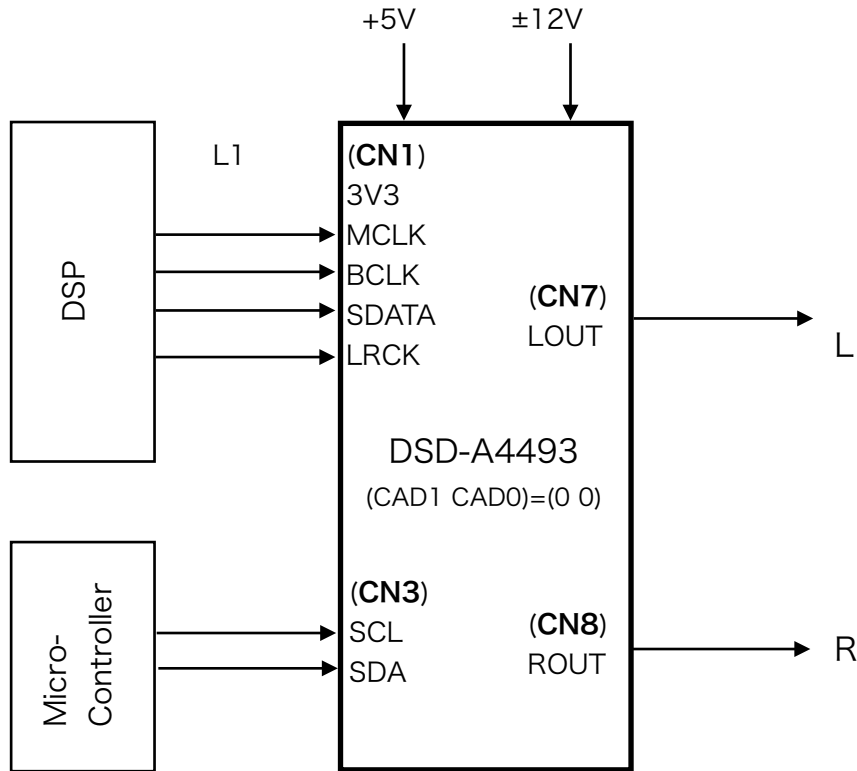 +5V
±12V
DSP
L1
(CN1)
3V3
MCLK
BCLK
SDATA
LRCK
(CN7)
LOUT
L
DSD-A4493
(CAD1 CAD0)=(0 0)
Micro-
Controller
(CN3)
SCL
SDA
(CN8)
ROUT
R